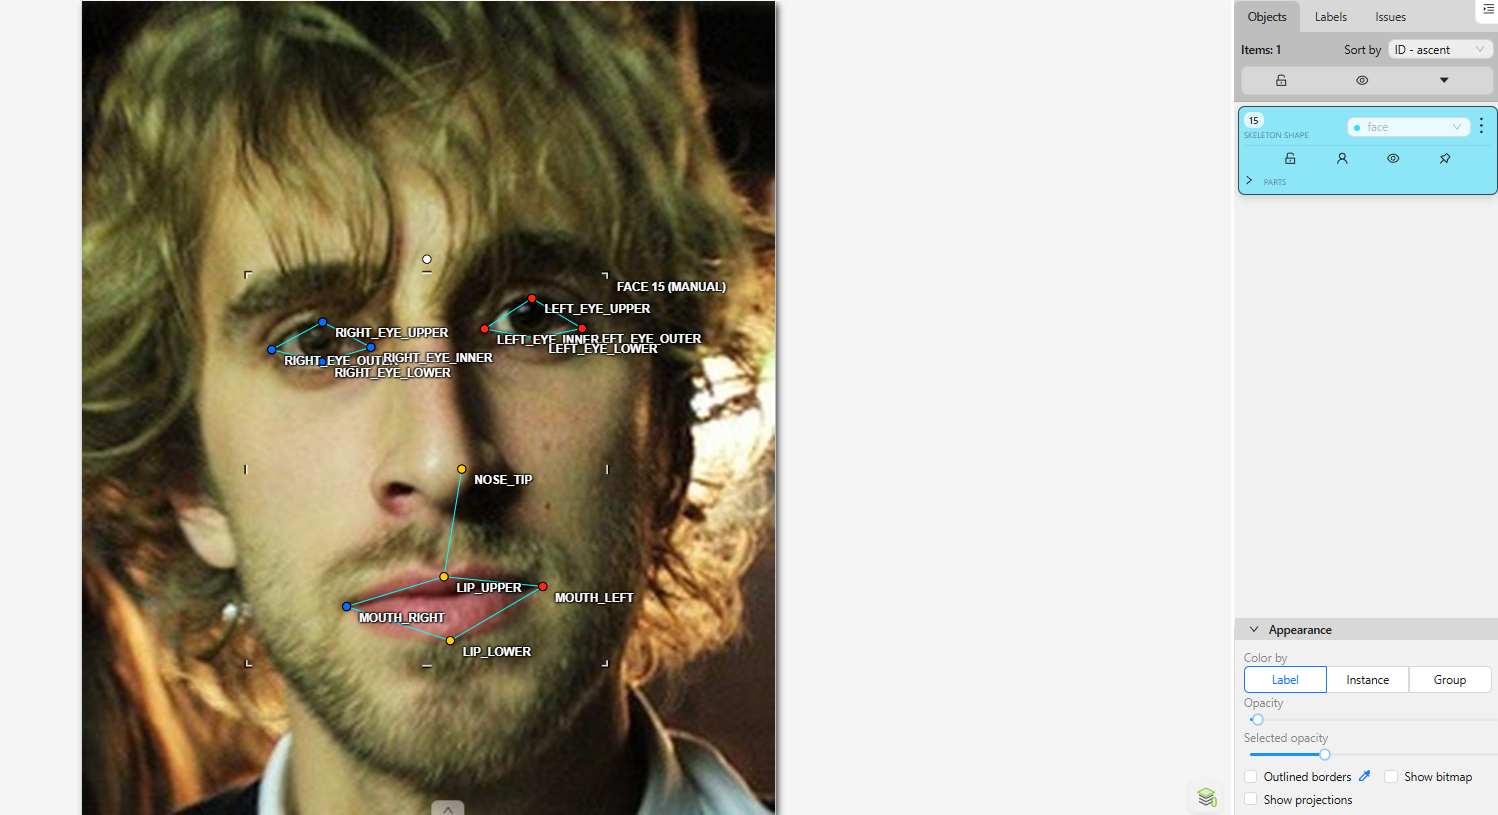 Objects Labels Issues
Items: 1 Sort by ID - ascent
15 face
SKELETON SHAPE
PARTS
FACE 15 (MANUAL)
LEFT_EYE_UPPER
RIGHT_EYE_UPPER
LEFT_EYE_INNER LEFT_EYE_OUTER
LEFT_EYE_LOWER
RIGHT_EYE_OUTER RIGHT_EYE_INNER
RIGHT_EYE_LOWER
NOSE_TIP
LIP_UPPER
MOUTH_LEFT
MOUTH_RIGHT
LIP_LOWER
Appearance
Color by
Label Instance Group
Opacity
Selected opacity
Outlined borders Show bitmap
Show projections